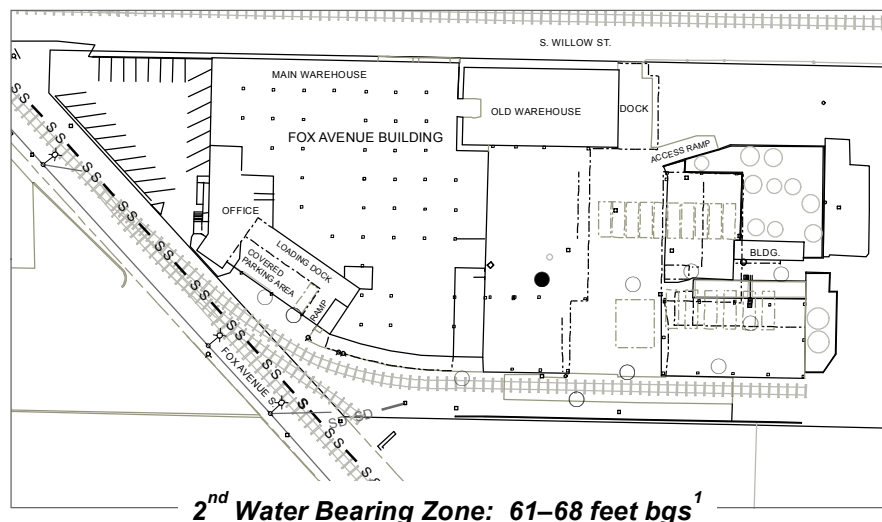 S. WILLOW ST.
MAIN WAREHOUSE
OLD WAREHOUSE
DOCK
FOX AVENUE BUILDING
ACCESS RAMP
OFFICE
LOADING DOCK
COVERED
PARKING AREA
BLDG.
RAMP
FOX AVENUE S.
S S S S S S S S S S S S S S S S S S
SD
2nd Water Bearing Zone: 61–68 feet bgs1